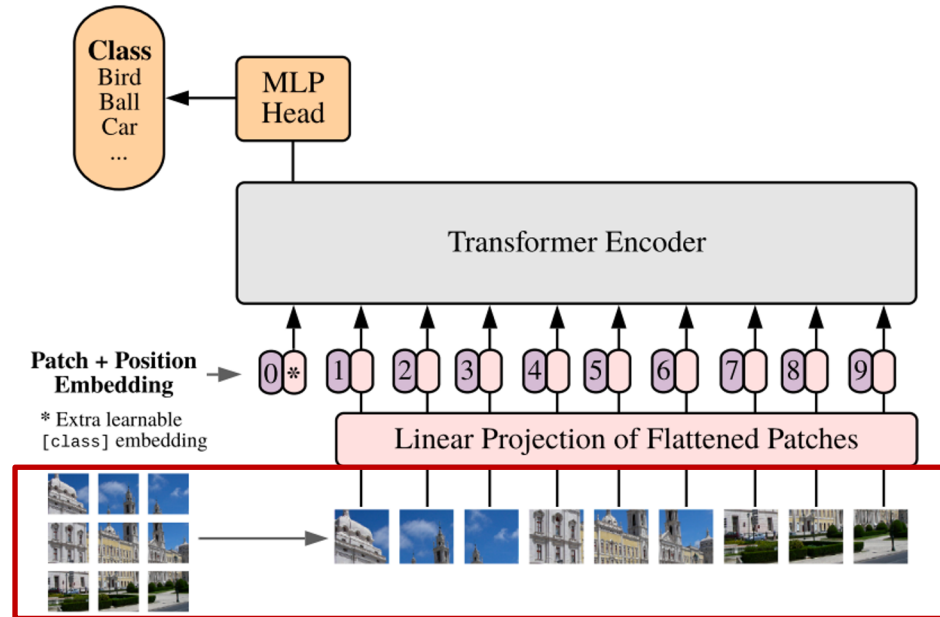 Class
Bird
Ball
Car
...
MLP
Head
Transformer Encoder
Patch + Position
Embedding
0 * 1 2 3 4 5 6 7 8 9
* Extra learnable
[class] embedding
Linear Projection of Flattened Patches